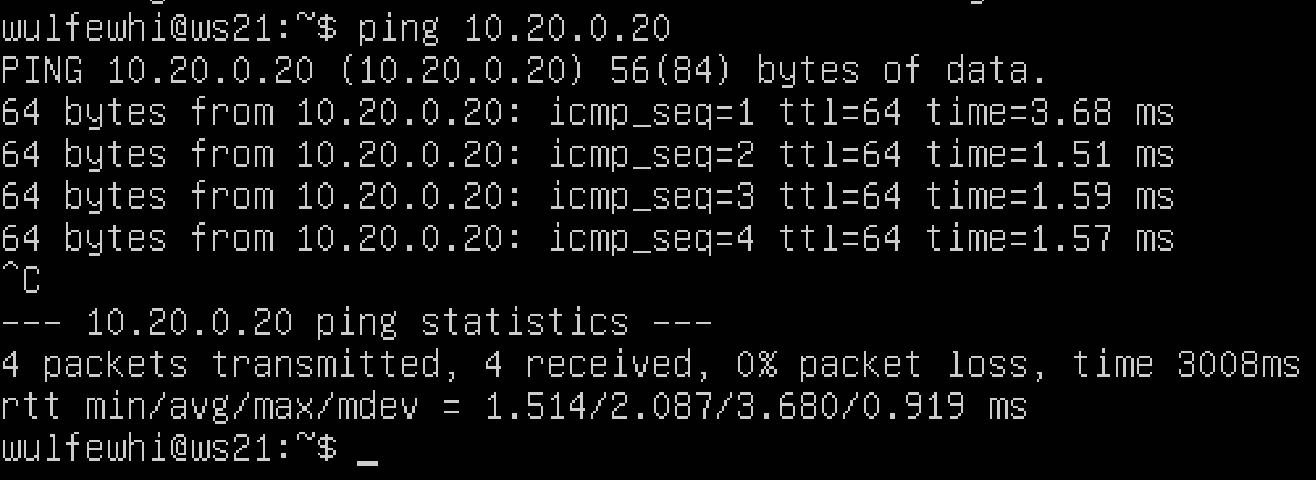 wulfewhi@ws21:~$ ping 10.20.0.20
PING 10.20.0.20 (10.20.0.20) 56(84) bytes of data.
64 bytes from 10.20.0.20: icmp_seq=1 ttl=64 time=3.68 ms
64 bytes from 10.20.0.20: icmp_seq=2 ttl=64 time=1.51 ms
64 bytes from 10.20.0.20: icmp_seq=3 ttl=64 time=1.59 ms
64 bytes from 10.20.0.20: icmp_seq=4 ttl=64 time=1.57 ms
^C
--- 10.20.0.20 ping statistics ---
4 packets transmitted, 4 received, 0% packet loss, time 3008ms
rtt min/avg/max/mdev = 1.514/2.087/3.680/0.919 ms
wulfewhi@ws21:~$ _